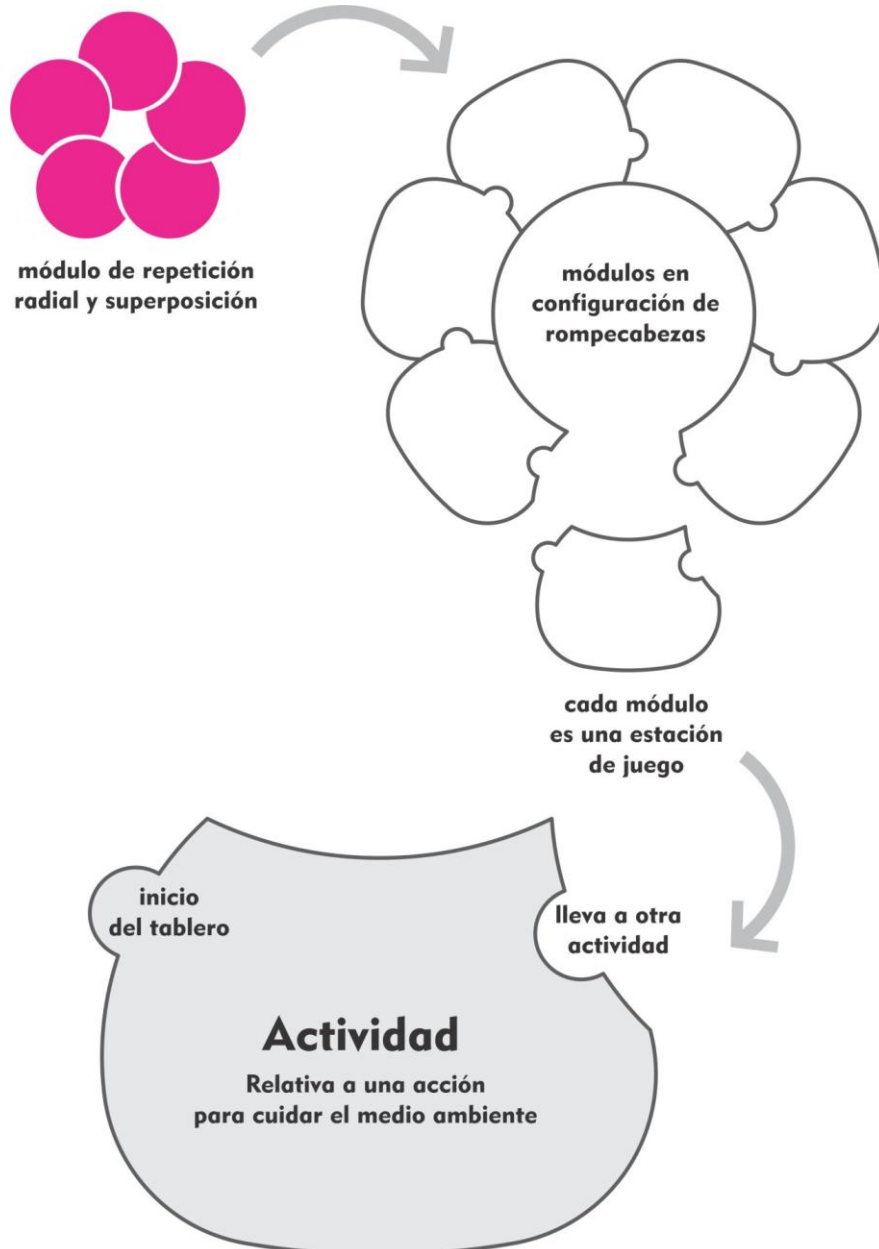 módulo de repetición
radial y superposición
módulos en
configuración de
rompecabezas
cada módulo
es una estación
de juego
inicio
del tablero
lleva a otra
actividad
Actividad
Relativa a una acción
para cuidar el medio ambiente